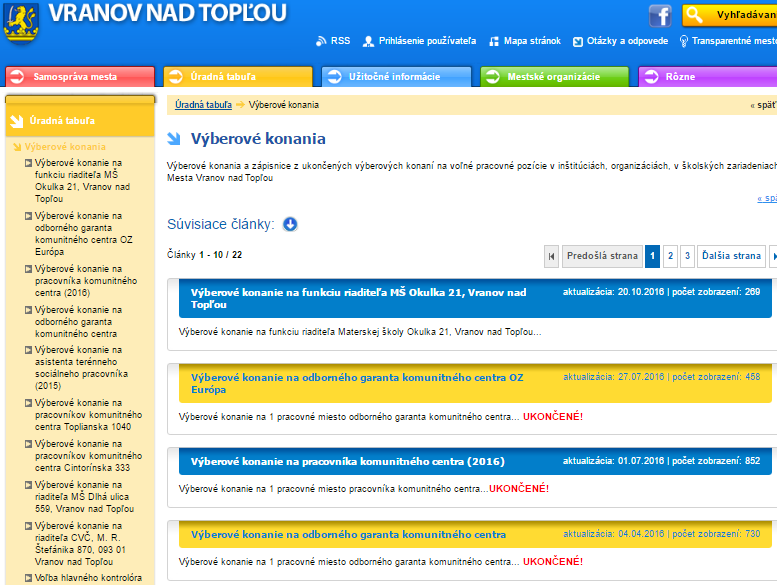 VRANOV NAD TOPĽOU
Vyhľadávan
RSS Prihlásenie používateľa Mapa stránok Otázky a odpovede Transparentné mesto
Samospráva mesta Úradná tabuľa Užitočné informácie Mestské organizácie Rôzne
Úradná tabuľa
Výberové konania
Výberové konanie na
funkciu riaditeľa MŠ
Okulka 21, Vranov nad
Topľou
Výberové konanie na
odborného garanta
komunitného centra OZ
Európa
Výberové konanie na
pracovníka komunitného
centra (2016)
Výberové konanie na
odborného garanta
komunitného centra
Výberové konanie na
asistenta terénneho
sociálneho pracovníka
(2015)
Výberové konanie na
pracovníkov komunitného
centra Toplianska 1040
Výberové konanie na
pracovníkov komunitného
centra Cintorínska 333
Výberové konanie na
riaditeľa MŠ Dlhá ulica
559, Vranov nad Topľou
Výberové konanie na
riaditeľa CVČ, M. R.
Štefánika 870, 093 01
Vranov nad Topľou
Voľba hlavného kontrolóra
Úradná tabuľa Výberové konania « späť
Výberové konania
Výberové konania a zápisnice z ukončených výberových konaní na voľné pracovné pozície v inštitúciách, organizáciách, v školských zariadeniach
Mesta Vranov nad Topľou
« spä
Súvisiace články:
Články 1 - 10 / 22 Predošlá strana 1 2 3 Ďalšia strana
Výberové konanie na funkciu riaditeľa MŠ Okulka 21, Vranov nad aktualizácia: 20.10.2016 | počet zobrazení: 269
Topľou
Výberové konanie na funkciu riaditeľa Materskej školy Okulka 21, Vranov nad Topľou...
Výberové konanie na odborného garanta komunitného centra OZ aktualizácia: 27.07.2016 | počet zobrazení: 458
Európa
Výberové konanie na 1 pracovné miesto odborného garanta komunitného centra... UKONČENÉ!
Výberové konanie na pracovníka komunitného centra (2016) aktualizácia: 01.07.2016 | počet zobrazení: 852
Výberové konanie na 1 pracovné miesto pracovníka komunitného centra...UKONČENÉ!
Výberové konanie na odborného garanta komunitného centra aktualizácia: 04.04.2016 | počet zobrazení: 730
Výberové konanie na 1 pracovné miesto odborného garanta komunitného centra... UKONČENÉ!